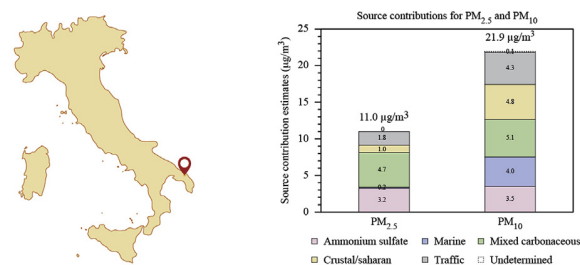 Source contributions for PM2.5 and PM10
21.9 µg/m3
11.0 µg/m3
Source contribution estimates (µg/m3)
25
20
15
10
5
0
0
1.8
1.0
4.7
0.2
3.2
0.1
4.3
4.8
5.1
4.0
3.5
PM2.5
PM10
Ammonium sulfate
Marine
Mixed carbonaceous
Crustal/saharan
Traffic
Undetermined